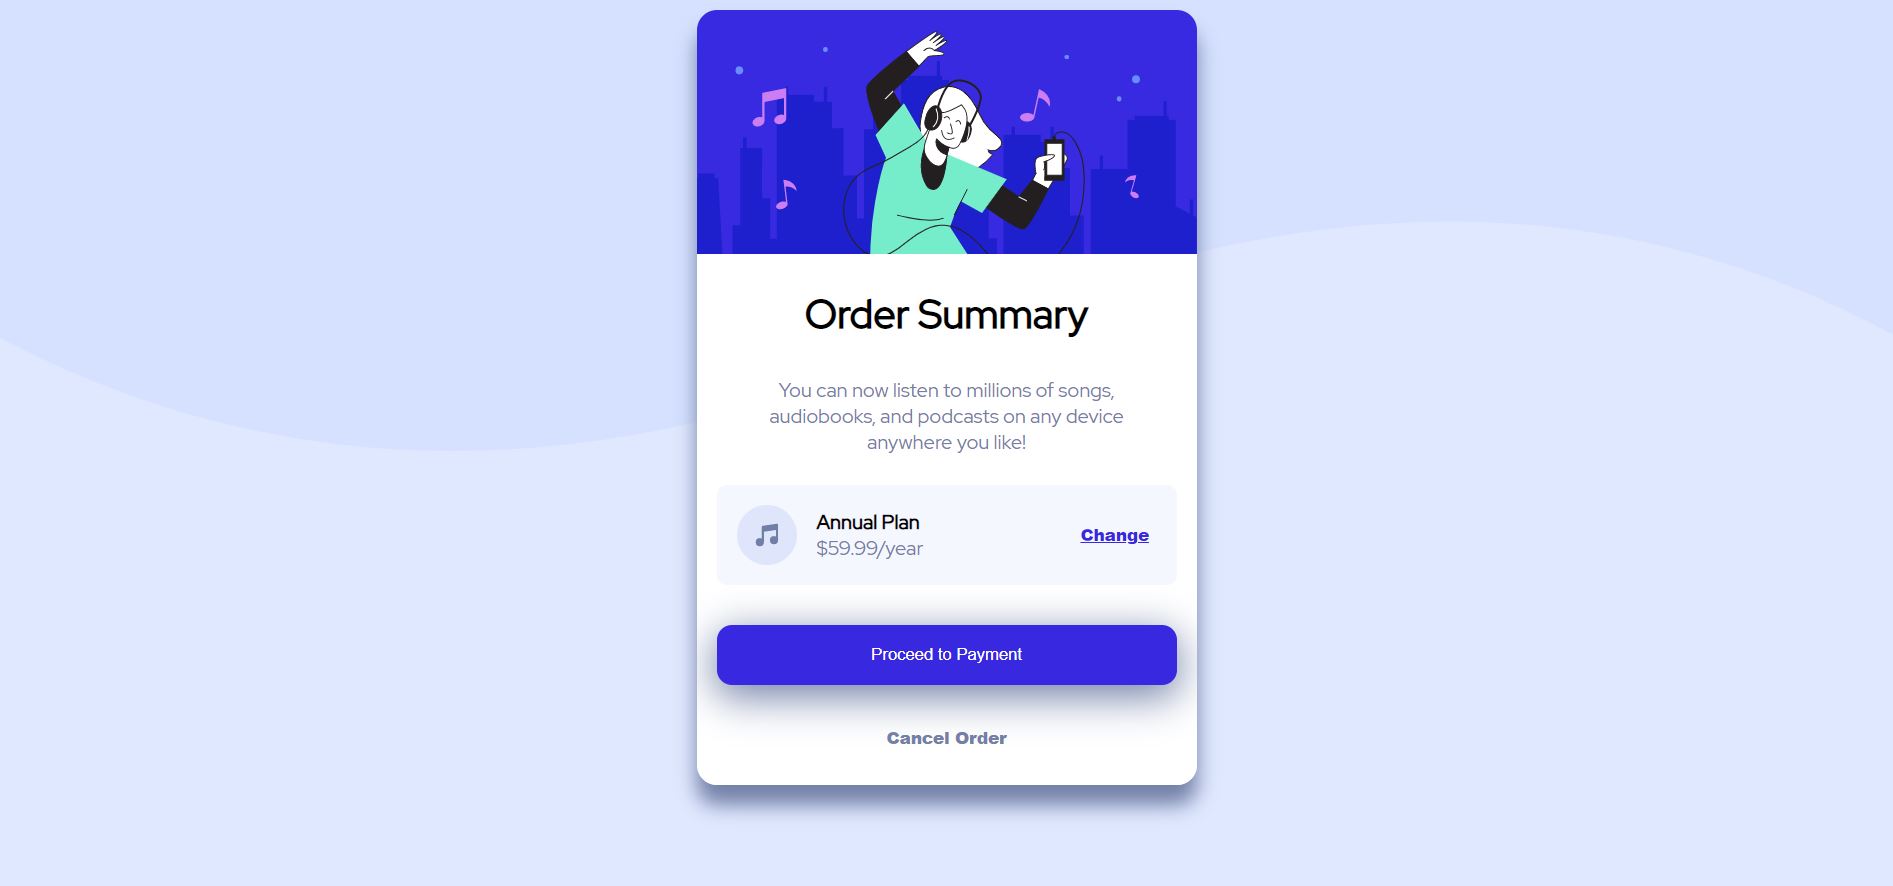 Order Summary
You can now listen to millions of songs,
audiobooks, and podcasts on any device
anywhere you like!
Annual Plan
$59.99/year
Change
Proceed to Payment
Cancel Order